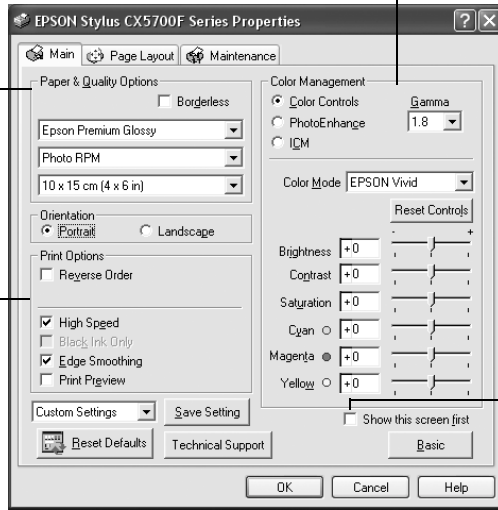 EPSON Stylus CX5700F Series Properties
Main
Page Layout
Maintenance
Paper & Quality Options
Borderless
Epson Premium Glossy
Photo RPM
10 x 15 cm (4 x 6 in)
Orientation
Portrait
Landscape
Print Options
Reverse Order
High Speed
Black Ink Only
Edge Smoothing
Print Preview
Custom Settings
Save Setting
Reset Defaults
Technical Support
Color Management
Color Controls
PhotoEnhance
ICM
Gamma
1.8
Color Mode EPSON Vivid
Reset Controls
- +
Brightness +0
Contrast +0
Saturation +0
Cyan +0
Magenta +0
Yellow +0
Show this screen first
Basic
OK
Cancel
Help